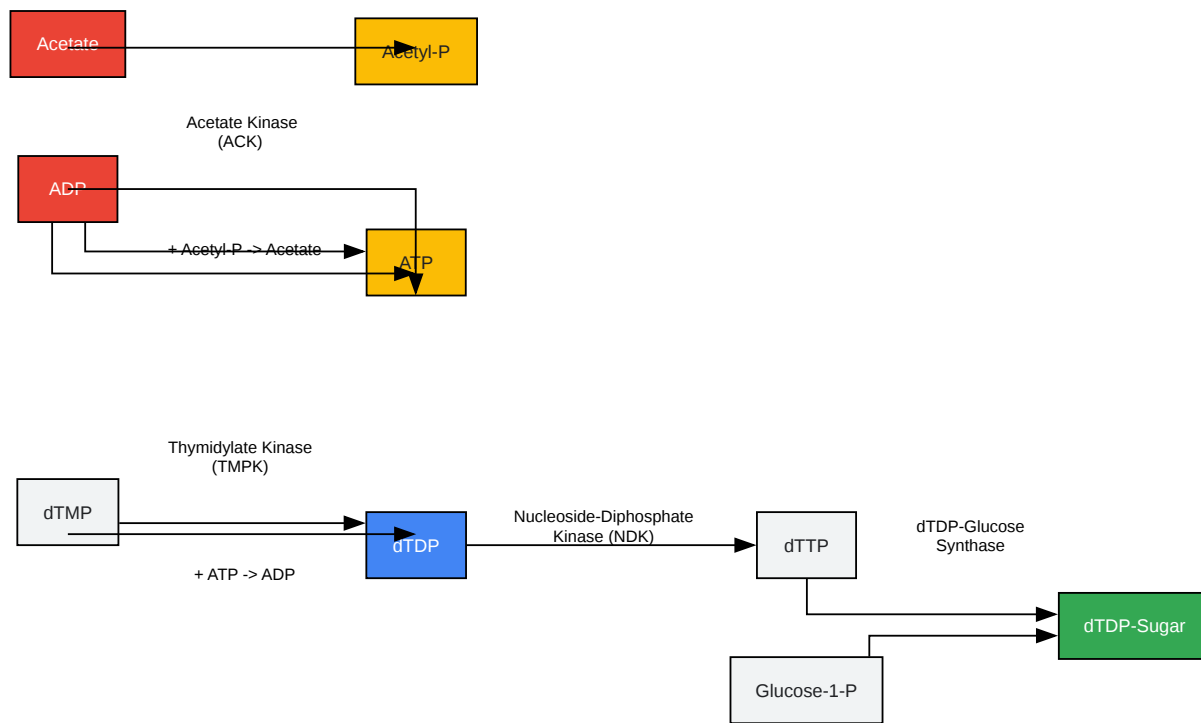 Acetate
Acetyl-P
Acetate Kinase
(ACK)
ADP
+ Acetyl-P -> Acetate
ATP
Thymidylate Kinase
(TMPK)
dTMP
dTDP
+ ATP -> ADP
Nucleoside-Diphosphate
Kinase (NDK)
dTTP
dTDP-Glucose
Synthase
dTDP-Sugar
Glucose-1-P